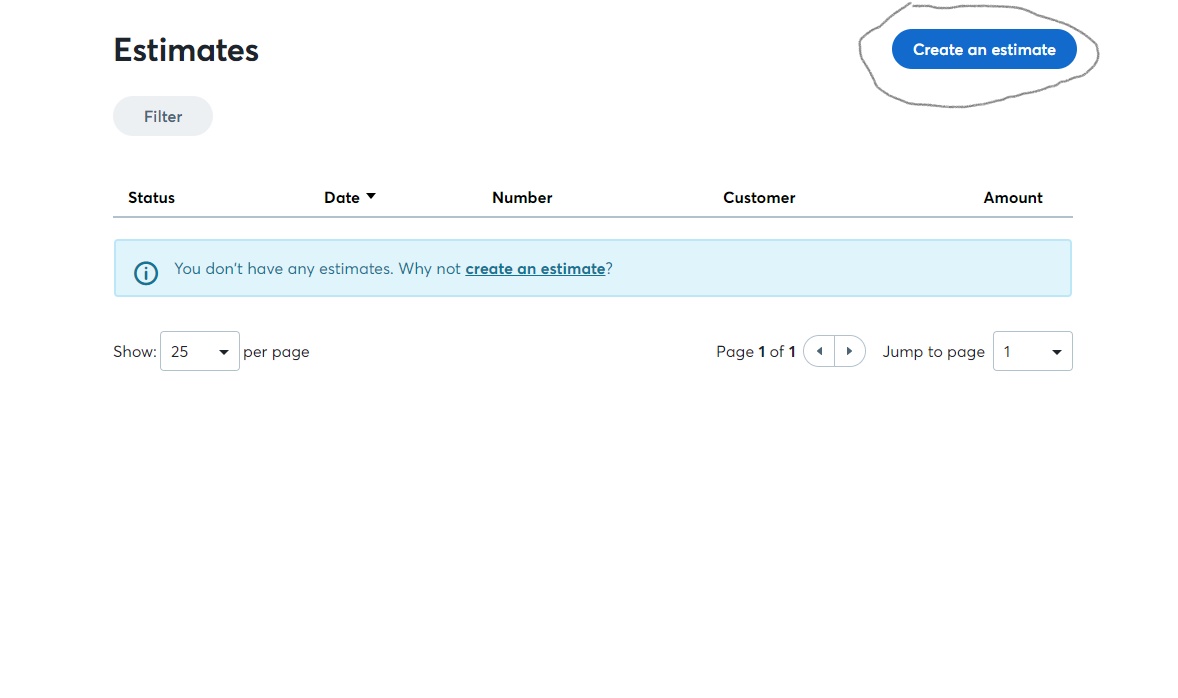 Estimates
Create an estimate
Filter
Status Date Number Customer Amount
You don't have any estimates. Why not create an estimate?
Show: 25 per page Page 1 of 1 Jump to page 1